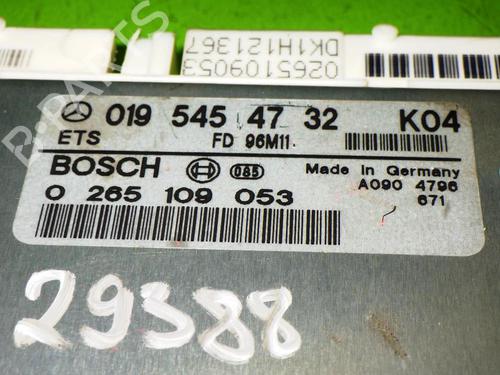 0265109053
DK1H121367
019 545 47 32 K04
ETS FD 96M11
BOSCH 085 Made in Germany
0 265 109 053 A090 4796
671
29388